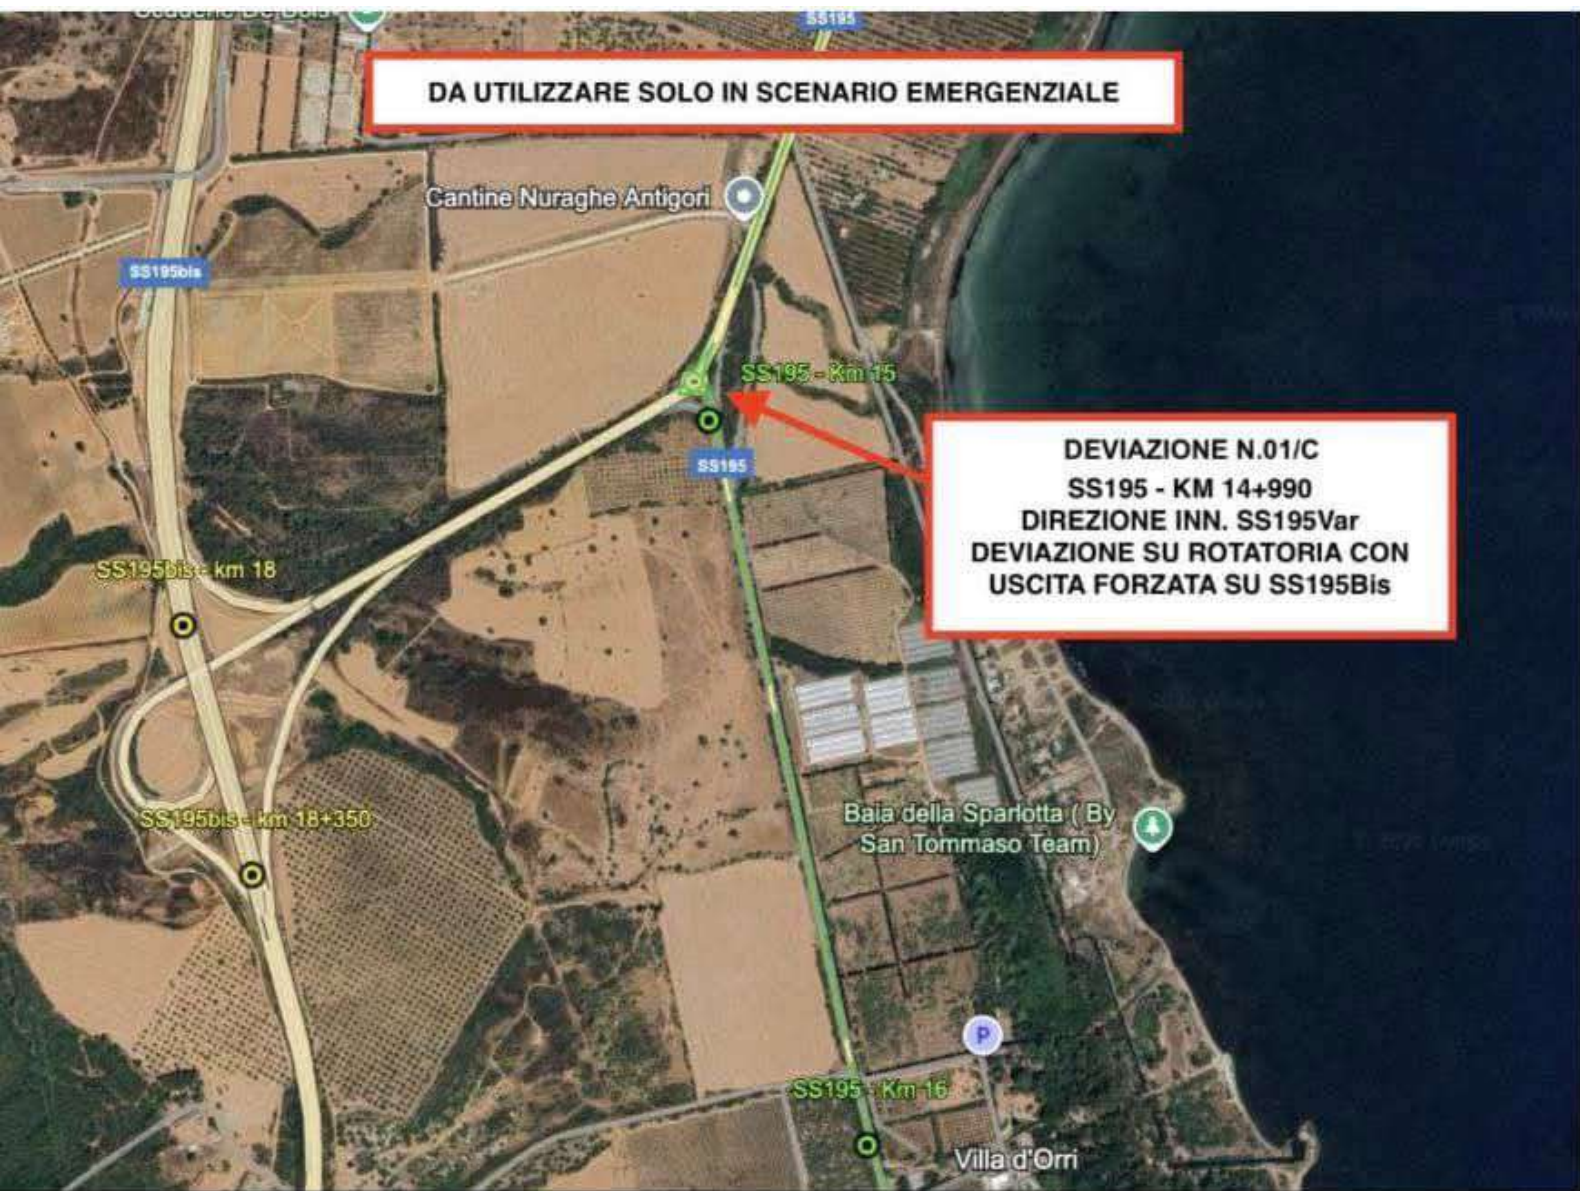 SS195
DA UTILIZZARE SOLO IN SCENARIO EMERGENZIALE
Cantine Nuraghe Antigori
SS195bis
SS195 - Km 15
SS195
DEVIAZIONE N.01/C
SS195 - KM 14+990
DIREZIONE INN. SS195Var
DEVIAZIONE SU ROTATORIA CON
USCITA FORZATA SU SS195Bis
SS195bis - km 18
SS195bis - km 18+350
Baia della Sparlotta ( By
San Tommaso Team)
P
SS195 - Km 16
Villa d'Orri